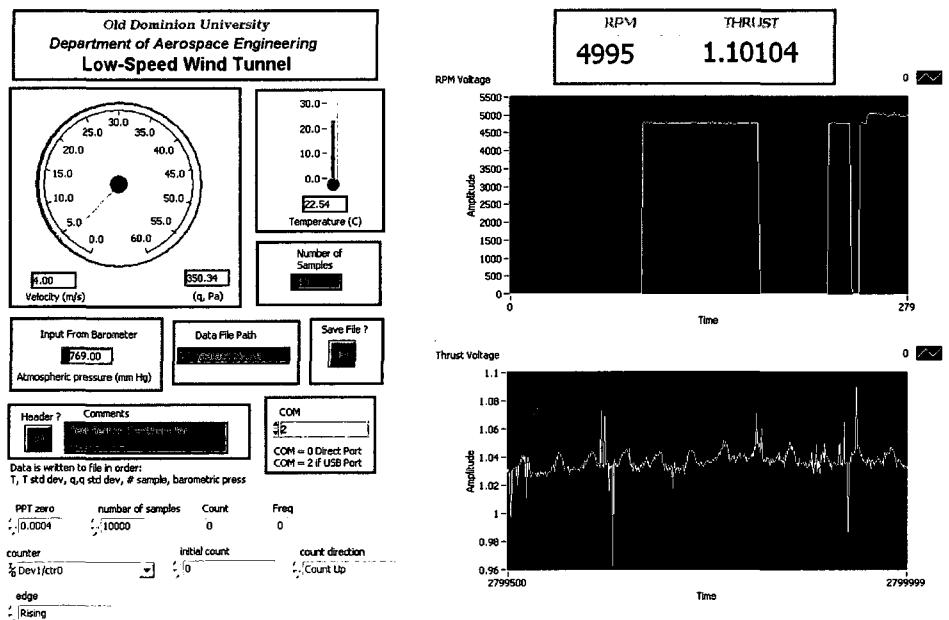 Old Dominion University
Department of Aerospace Engineering
Low-Speed Wind Tunnel
RPM THRUST
4995 1.10104
30.0
25.0 35.0
20.0 40.0
15.0 45.0
10.0 50.0
5.0 55.0
0.0 60.0
4.00
Velocity (m/s)
350.34
(q, Pa)
30.0
20.0
10.0
0.0
22.54
Temperature (C)
Number of
Samples
Input From Barometer
769.00
Atmospheric pressure (mm Hg)
Data File Path
Save File ?
Header ?
Comments
COM
2
COM = 0 Direct Port
COM = 2 if USB Port
Data is written to file in order:
T, T std dev, q,q std dev, # sample, barometric press
PPT zero number of samples Count Freq
0.0004 10000 0 0
counter initial count count direction
Dev1/ctr0 0 Count Up
edge
Rising
RPM Voltage
0
5500
5000
4500
4000
3500
3000
2500
2000
1500
1000
500
0
Amplitude
0 279
Time
Thrust Voltage
0
1.1
1.08
1.06
1.04
1.02
1
0.98
0.96
Amplitude
2799500 2799999
Time